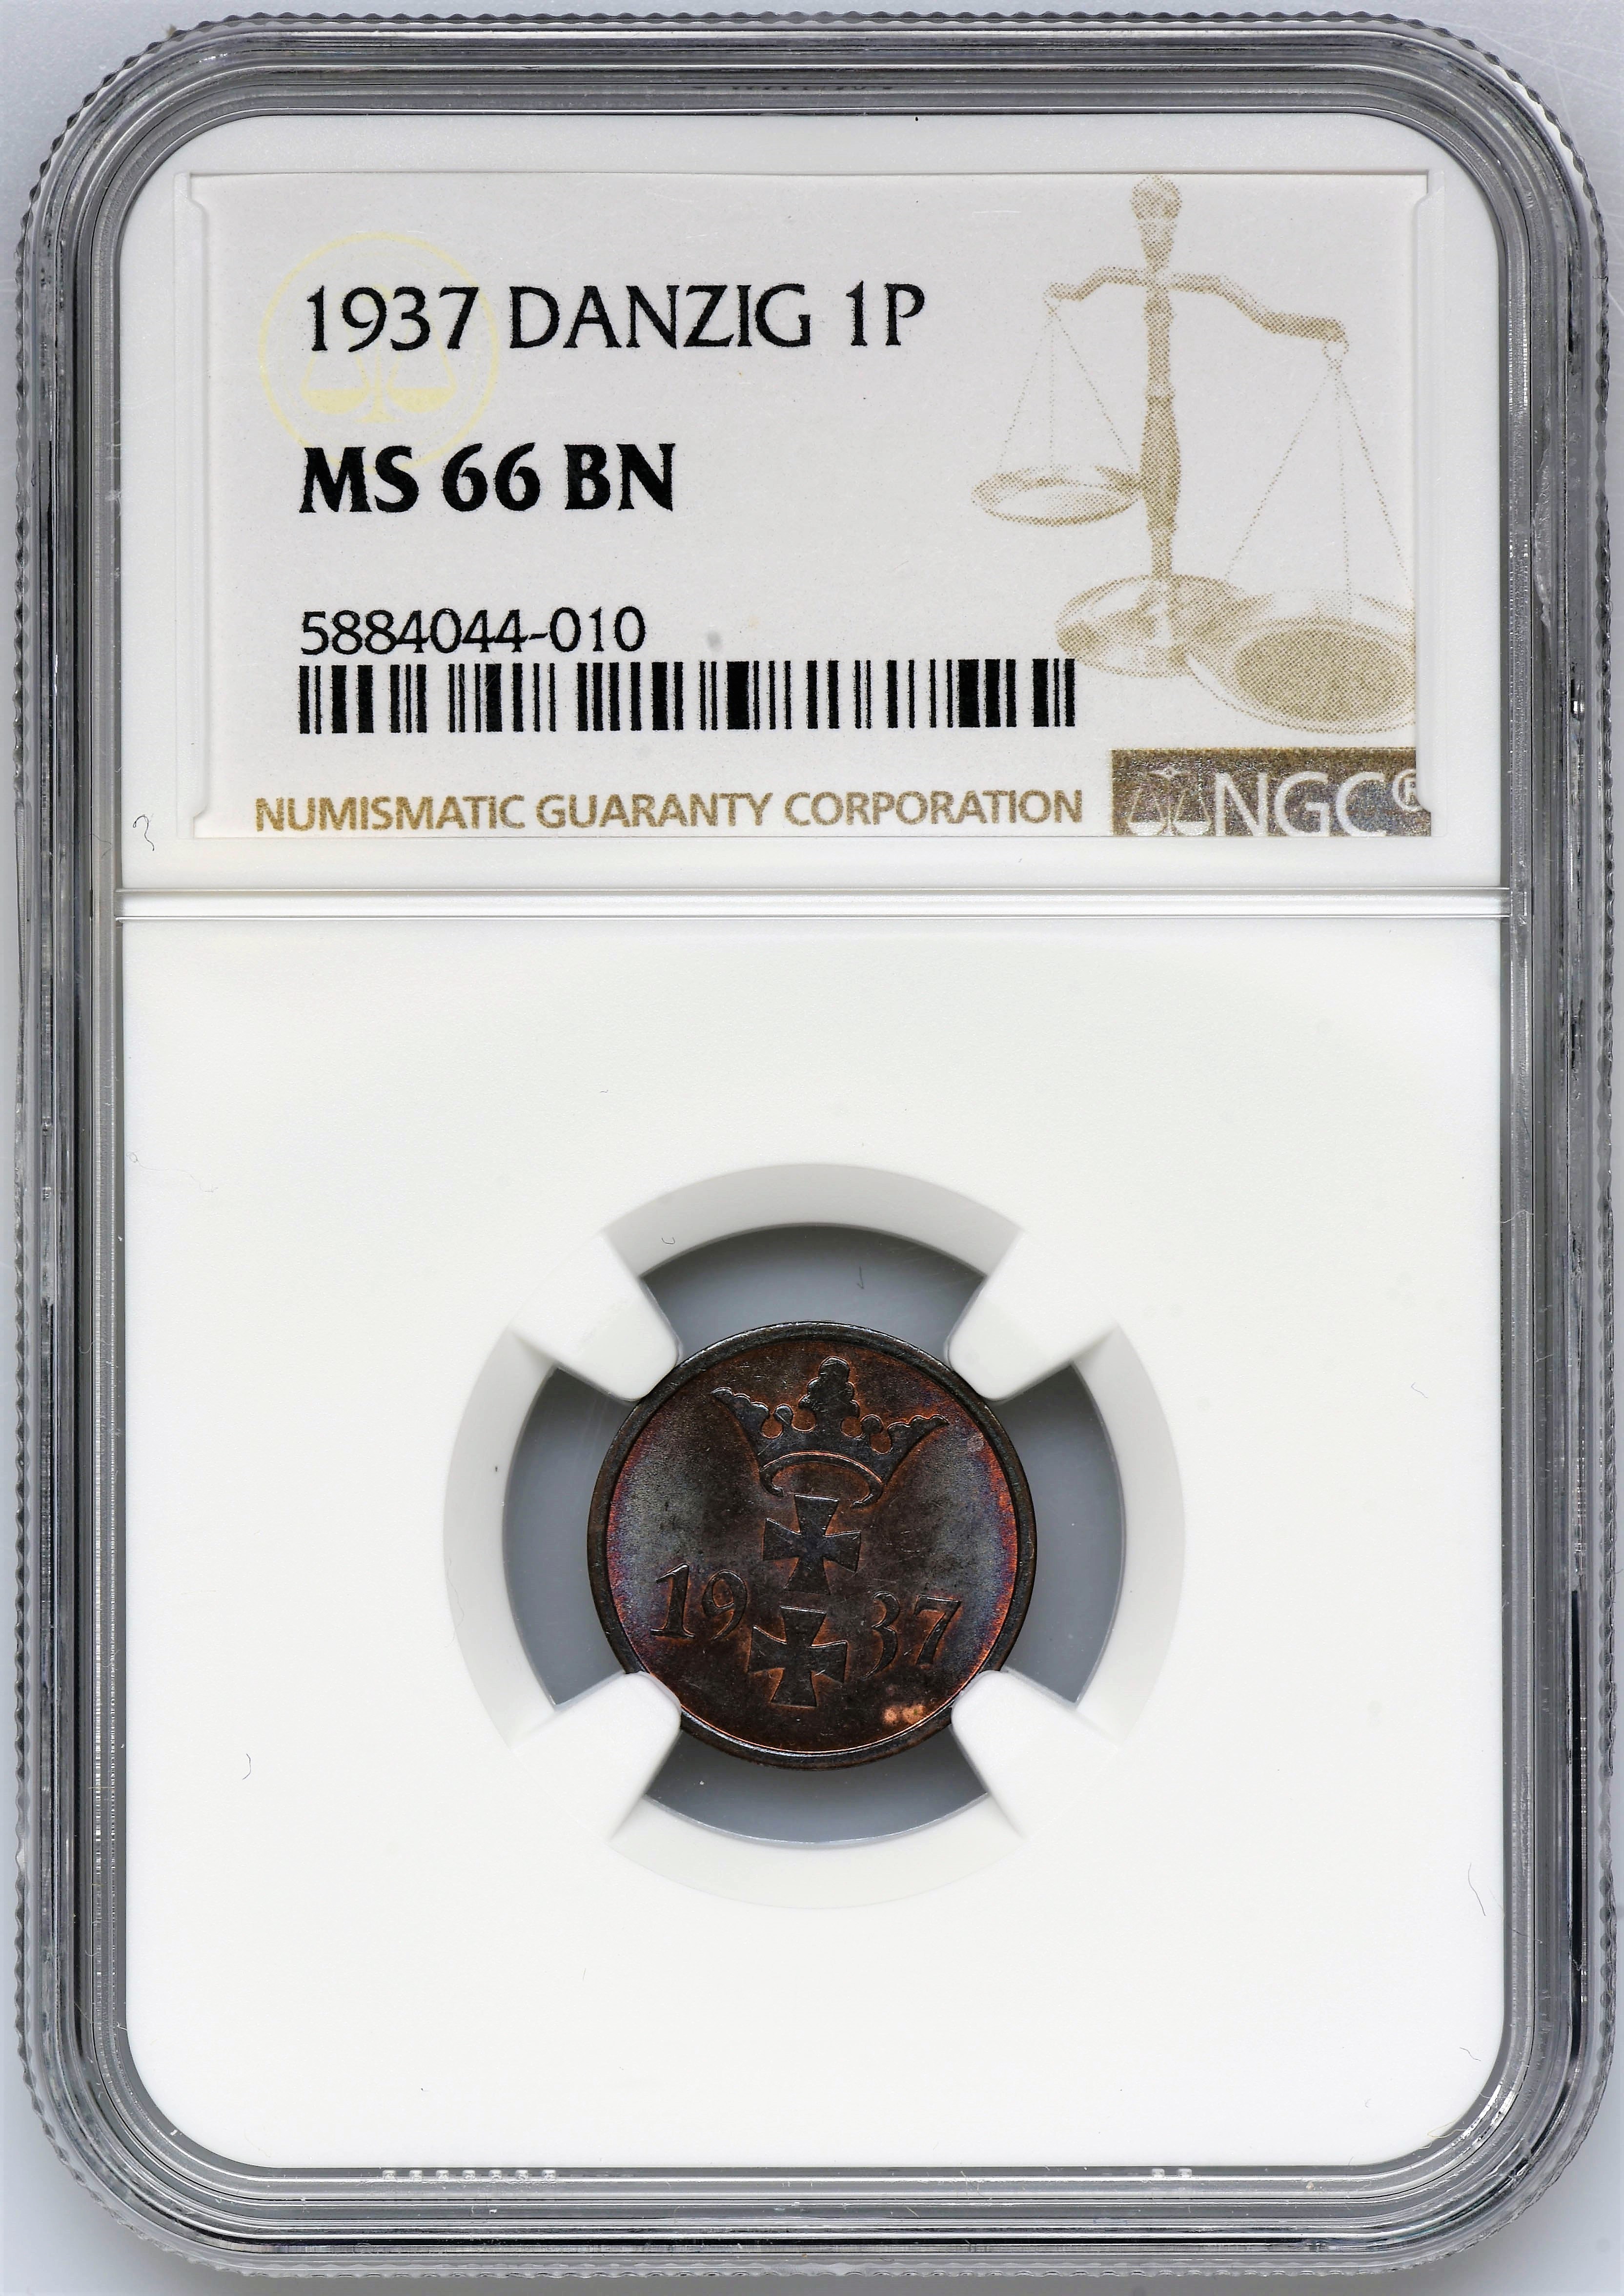 1937 DANZIG 1P
MS 66 BN
5884044-010
NUMISMATIC GUARANTY CORPORATION
NGC®
19 37